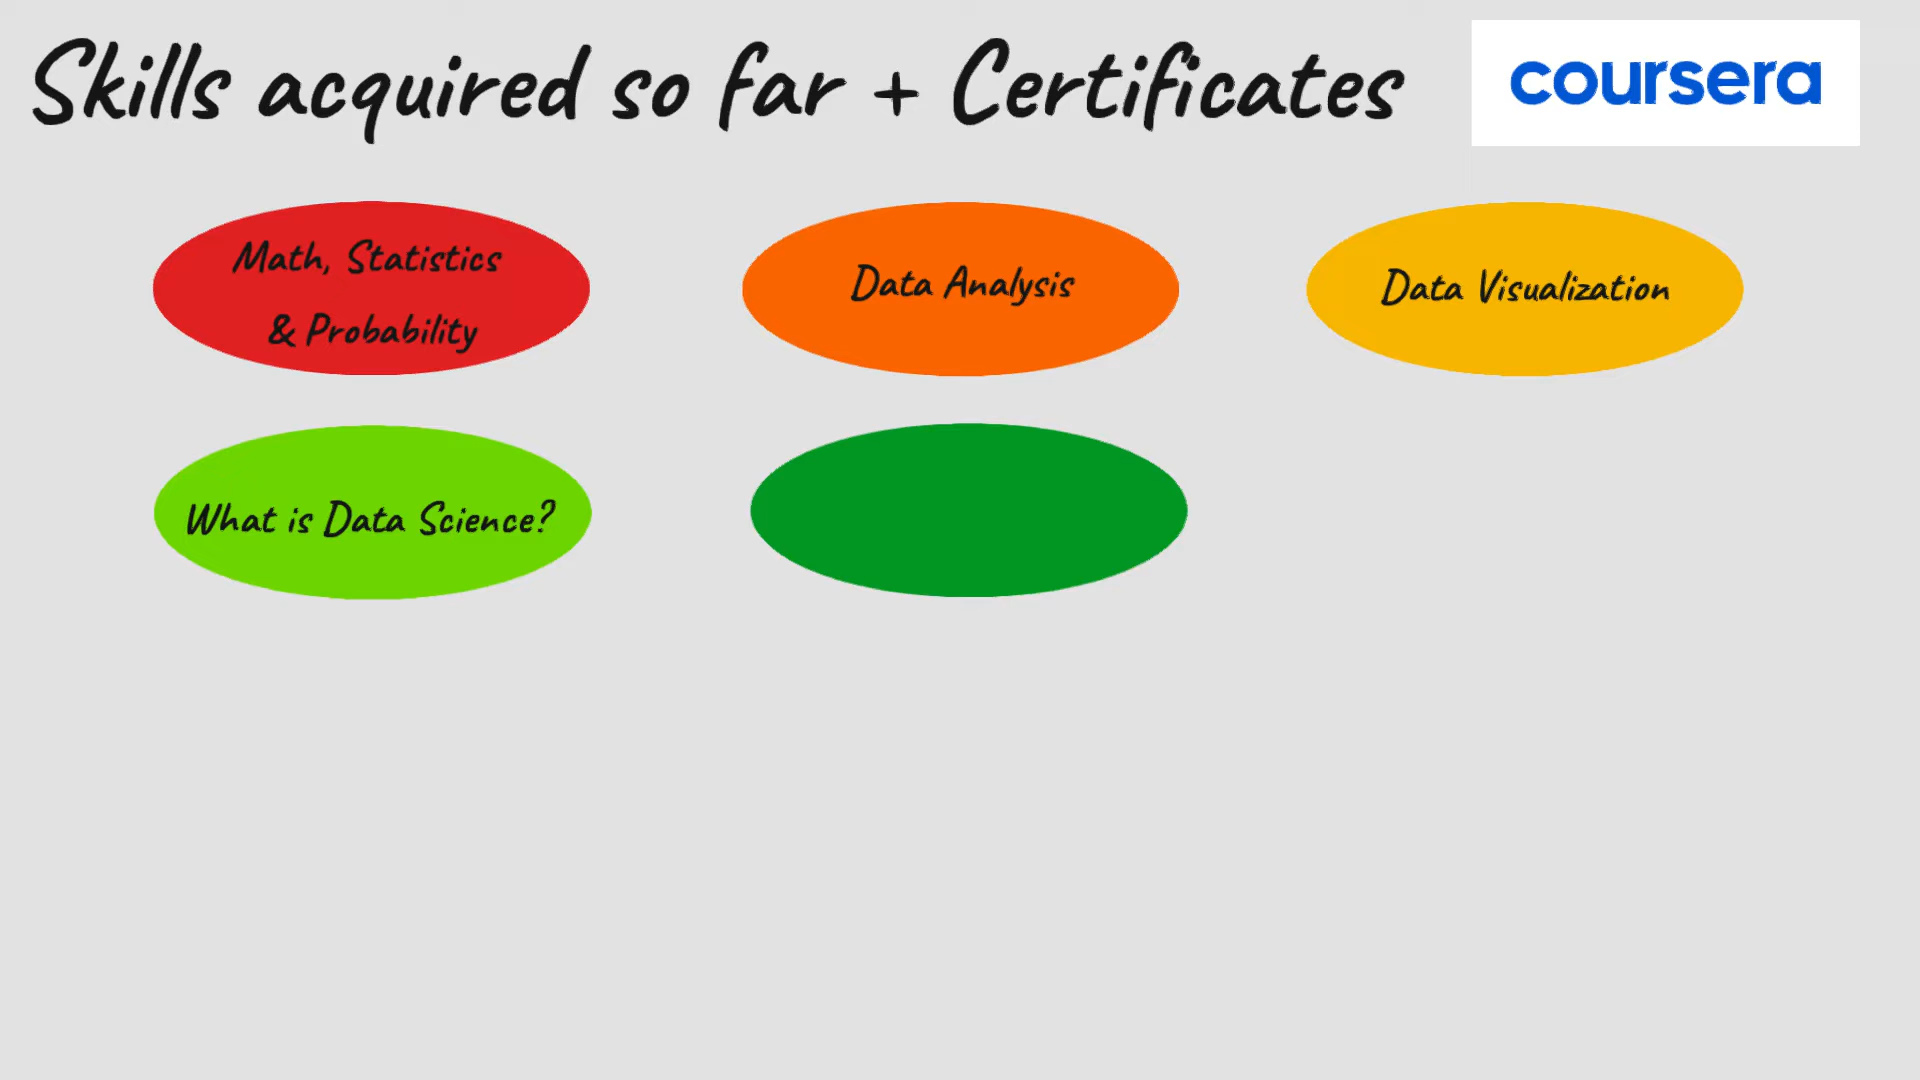 Skills acquired so far + Certificates
coursera
Math, Statistics
& Probability
Data Analysis
Data Visualization
What is Data Science?